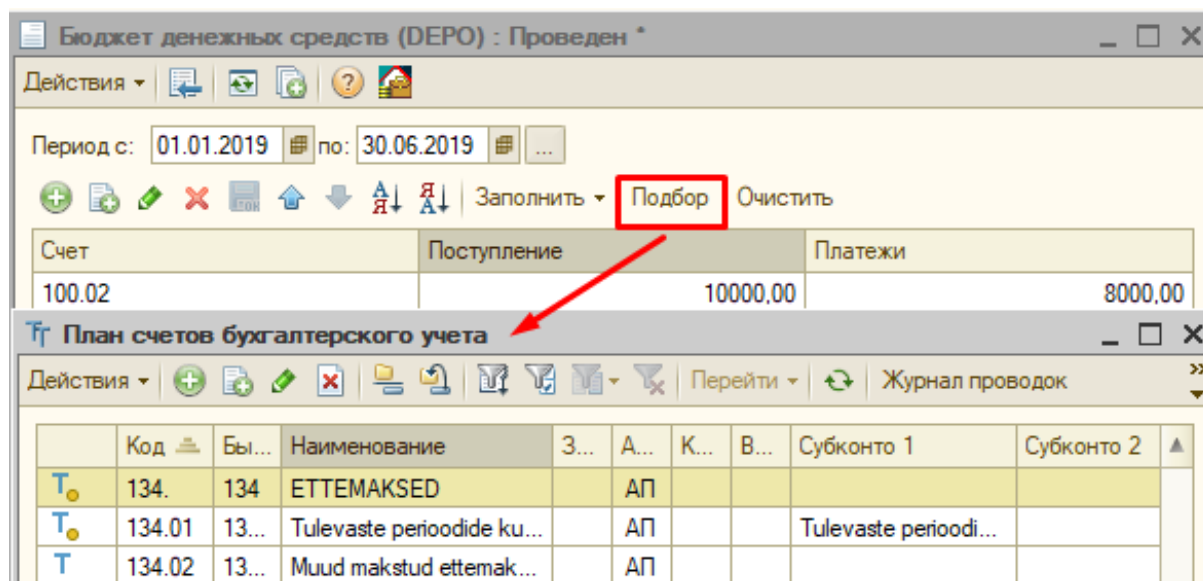 Бюджет денежных средств (DEPO) : Проведен *
Действия
Период с: 01.01.2019 по: 30.06.2019 ...
Заполнить Подбор Очистить
Счет Поступление Платежи
100.02 10000,00 8000,00
План счетов бухгалтерского учета
Действия Перейти Журнал проводок
Код Бы... Наименование З... А... К... В... Субконто 1 Субконто 2
134. 134 ETTEMAKSED АП
134.01 13... Tulevaste perioodide ku... АП Tulevaste perioodi...
134.02 13... Muud makstud ettemak... АП